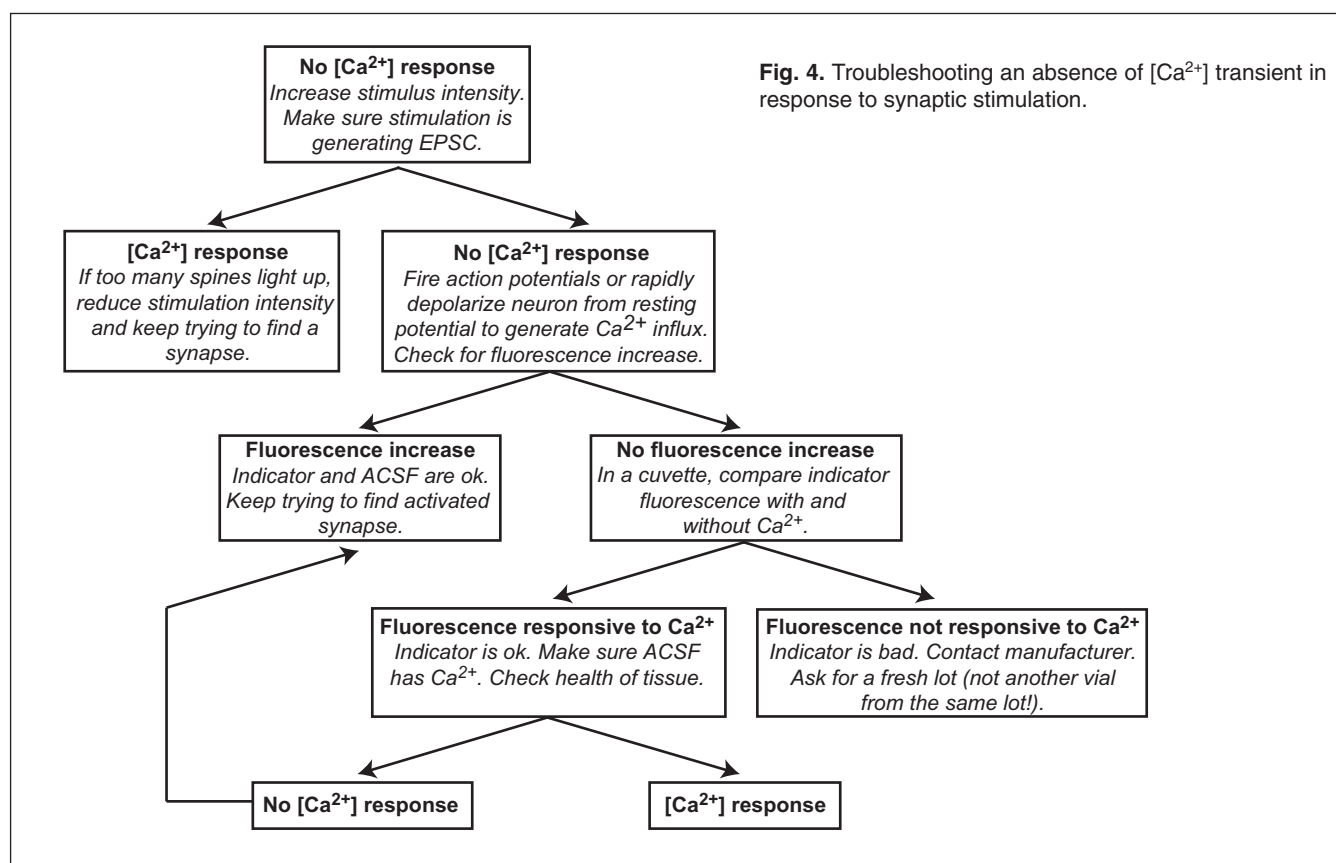 No [Ca²⁺] response
Increase stimulus intensity.
Make sure stimulation is
generating EPSC.
Fig. 4. Troubleshooting an absence of [Ca²⁺] transient in
response to synaptic stimulation.
[Ca²⁺] response
If too many spines light up,
reduce stimulation intensity
and keep trying to find a
synapse.
No [Ca²⁺] response
Fire action potentials or rapidly
depolarize neuron from resting
potential to generate Ca²⁺ influx.
Check for fluorescence increase.
Fluorescence increase
Indicator and ACSF are ok.
Keep trying to find activated
synapse.
No fluorescence increase
In a cuvette, compare indicator
fluorescence with and
without Ca²⁺.
Fluorescence responsive to Ca²⁺
Indicator is ok. Make sure ACSF
has Ca²⁺. Check health of tissue.
Fluorescence not responsive to Ca²⁺
Indicator is bad. Contact manufacturer.
Ask for a fresh lot (not another vial
from the same lot!).
No [Ca²⁺] response
[Ca²⁺] response